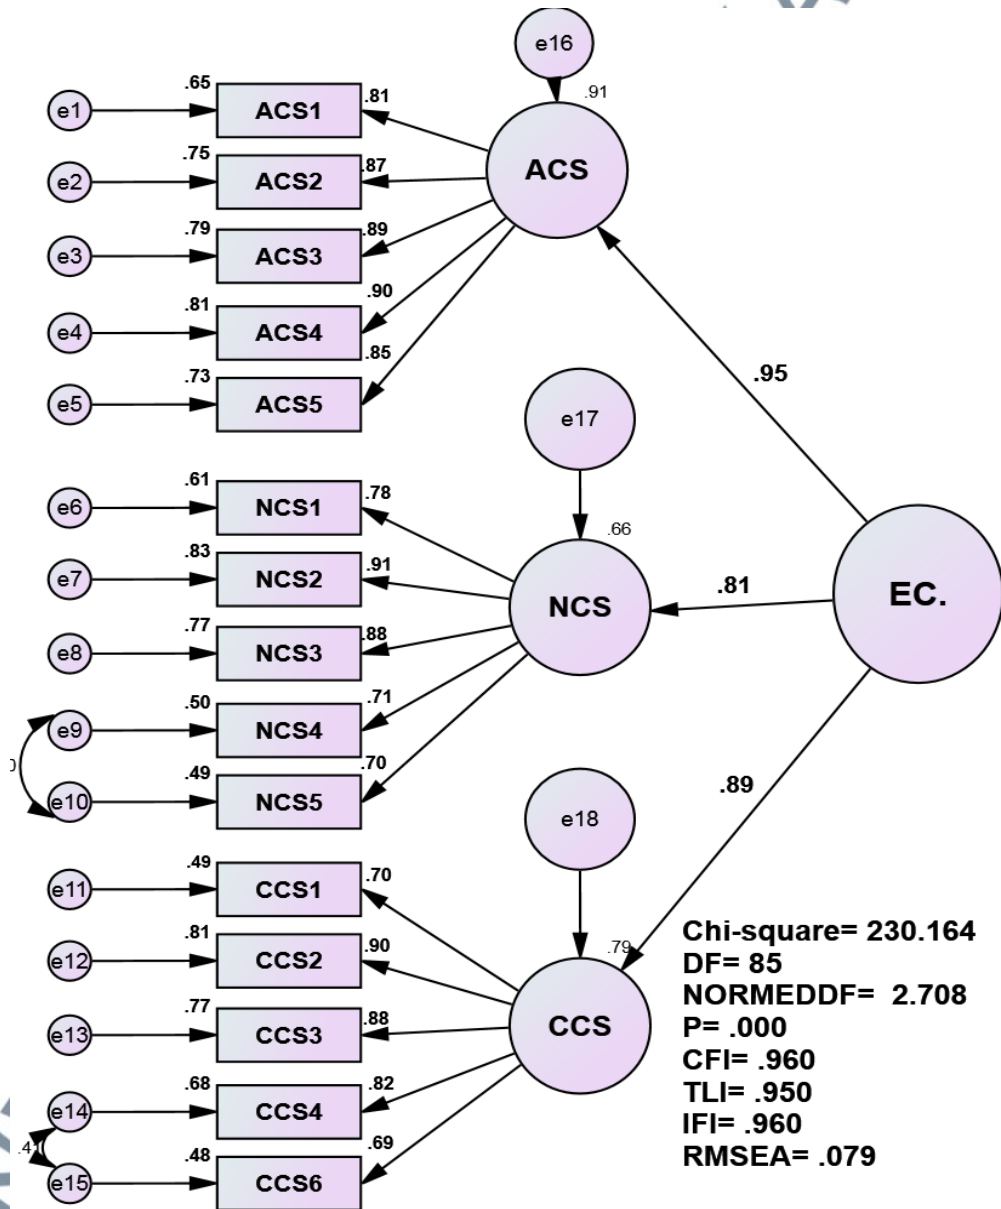 e16
.91
e1
.65
ACS1
.81
ACS
e2
.75
ACS2
.87
e3
.79
ACS3
.89
e4
.81
ACS4
.90
e5
.73
ACS5
.85
.95
e17
e6
.61
NCS1
.78
.66
e7
.83
NCS2
.91
NCS
.81
EC.
e8
.77
NCS3
.88
e9
.50
NCS4
.71
e10
.49
NCS5
.70
e18
.89
e11
.49
CCS1
.70
e12
.81
CCS2
.90
.79
e13
.77
CCS3
.88
CCS
e14
.68
CCS4
.82
e15
.48
CCS6
.69
Chi-square= 230.164
DF= 85
NORMEDDF= 2.708
P= .000
CFI= .960
TLI= .950
IFI= .960
RMSEA= .079